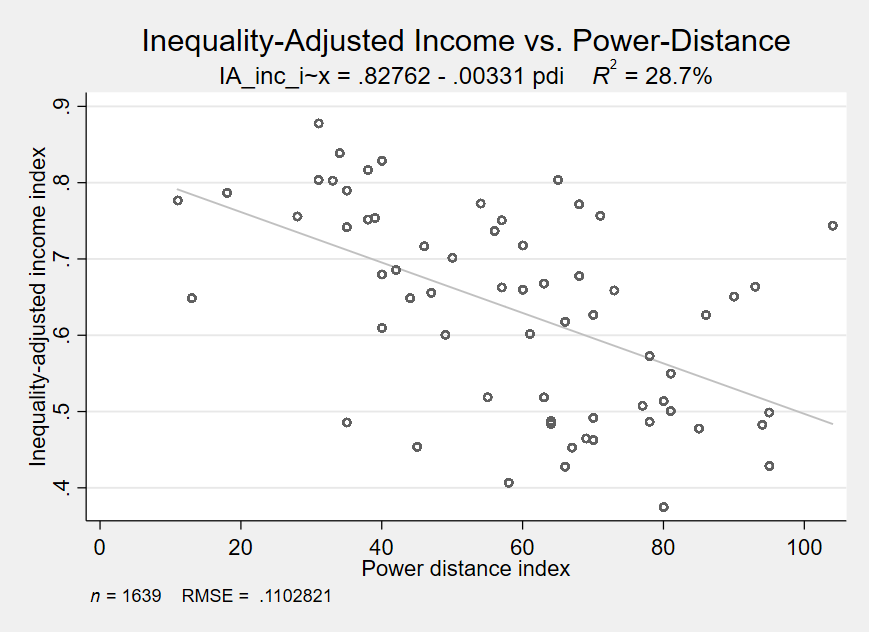 Inequality-Adjusted Income vs. Power-Distance
IA_inc_i~x = .82762 - .00331 pdi R² = 28.7%
Inequality-adjusted income index
.9
.8
.7
.6
.5
.4
0 20 40 60 80 100
Power distance index
n = 1639 RMSE = .1102821